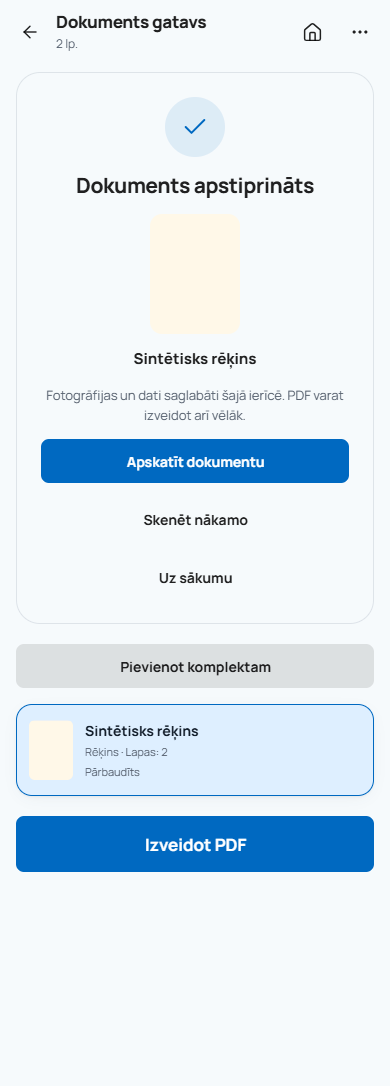 Dokuments gatavs
2 lp.
Dokuments apstiprināts
Sintētisks rēķins
Fotogrāfijas un dati saglabāti šajā ierīcē. PDF varat
izveidot arī vēlāk.
Apskatīt dokumentu
Skenēt nākamo
Uz sākumu
Pievienot komplektam
Sintētisks rēķins
Rēķins · Lapas: 2
Pārbaudīts
Izveidot PDF